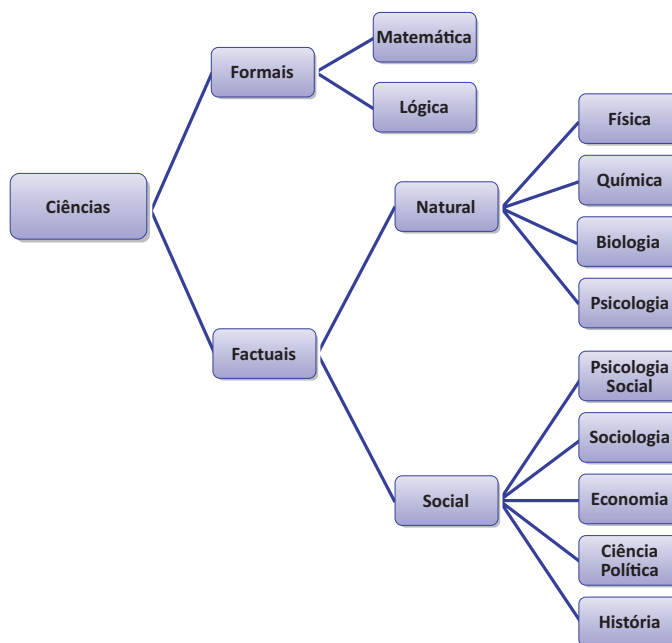 Ciências
Formais
Matemática
Lógica
Factuais
Natural
Física
Química
Biologia
Psicologia
Social
Psicologia
Social
Sociologia
Economia
Ciência
Política
História